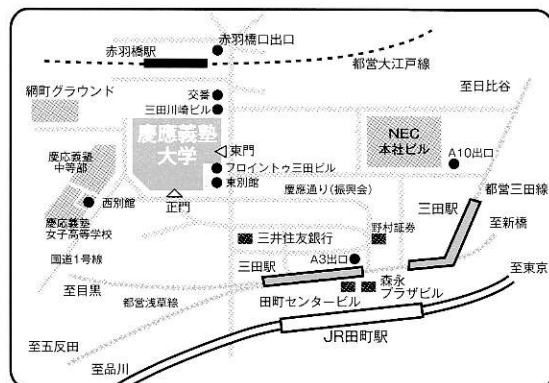 赤羽橋口出口
赤羽橋駅
都営大江戸線
網町グラウンド
至日比谷
交番
三田川崎ビル
慶應義塾
大学
NEC
本社ビル
東門
A10出口
慶応義塾
中等部
フロイントゥ三田ビル
東別館
慶應通り(振興会)
都営三田線
西別館
正門
三田駅
慶応義塾
女子高等学校
至新橋
野村証券
三井住友銀行
国道1号線
三田駅
A3出口
至東京
至目黒
森永
プラザビル
都営浅草線
田町センタービル
JR田町駅
至五反田
至品川